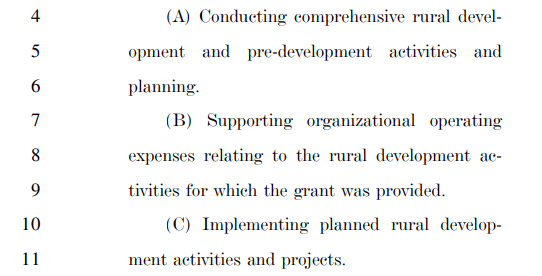 4 (A) Conducting comprehensive rural devel-
5 opment and pre-development activities and
6 planning.
7 (B) Supporting organizational operating
8 expenses relating to the rural development ac-
9 tivities for which the grant was provided.
10 (C) Implementing planned rural develop-
11 ment activities and projects.